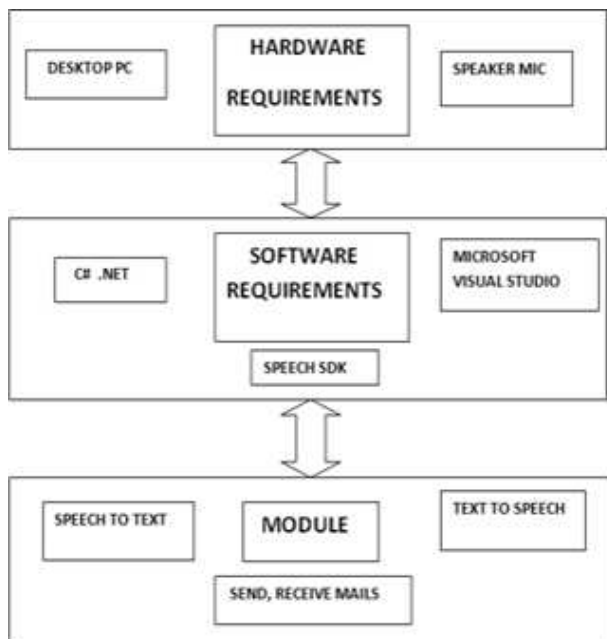 DESKTOP PC
HARDWARE
REQUIREMENTS
SPEAKER MIC
C# .NET
SOFTWARE
REQUIREMENTS
MICROSOFT
VISUAL STUDIO
SPEECH SDK
SPEECH TO TEXT
MODULE
TEXT TO SPEECH
SEND, RECEIVE MAILS